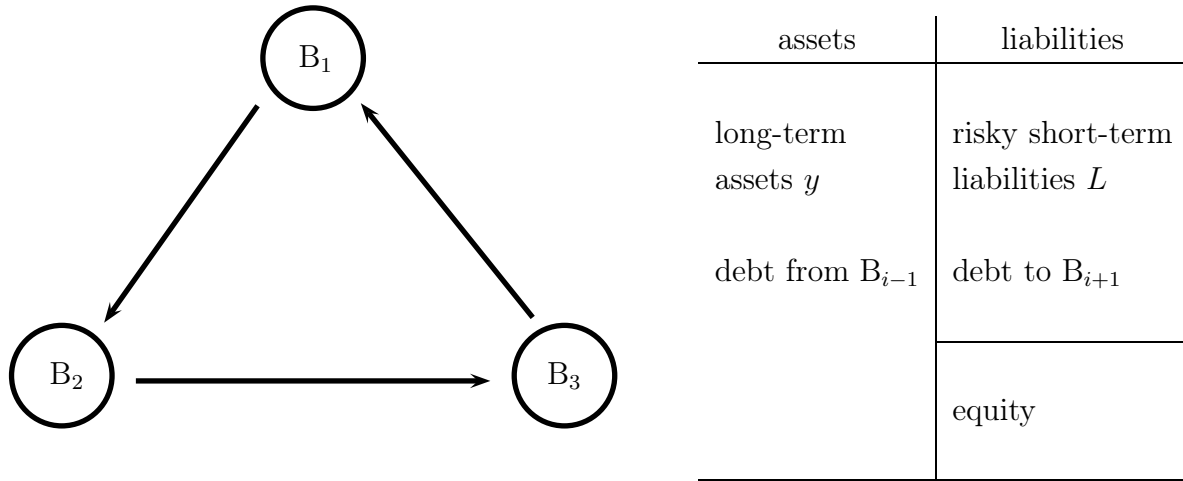 B₁
B₂
B₃
assets liabilities
long-term risky short-term
assets y liabilities L
debt from Bᵢ₋₁ debt to Bᵢ₊₁
equity